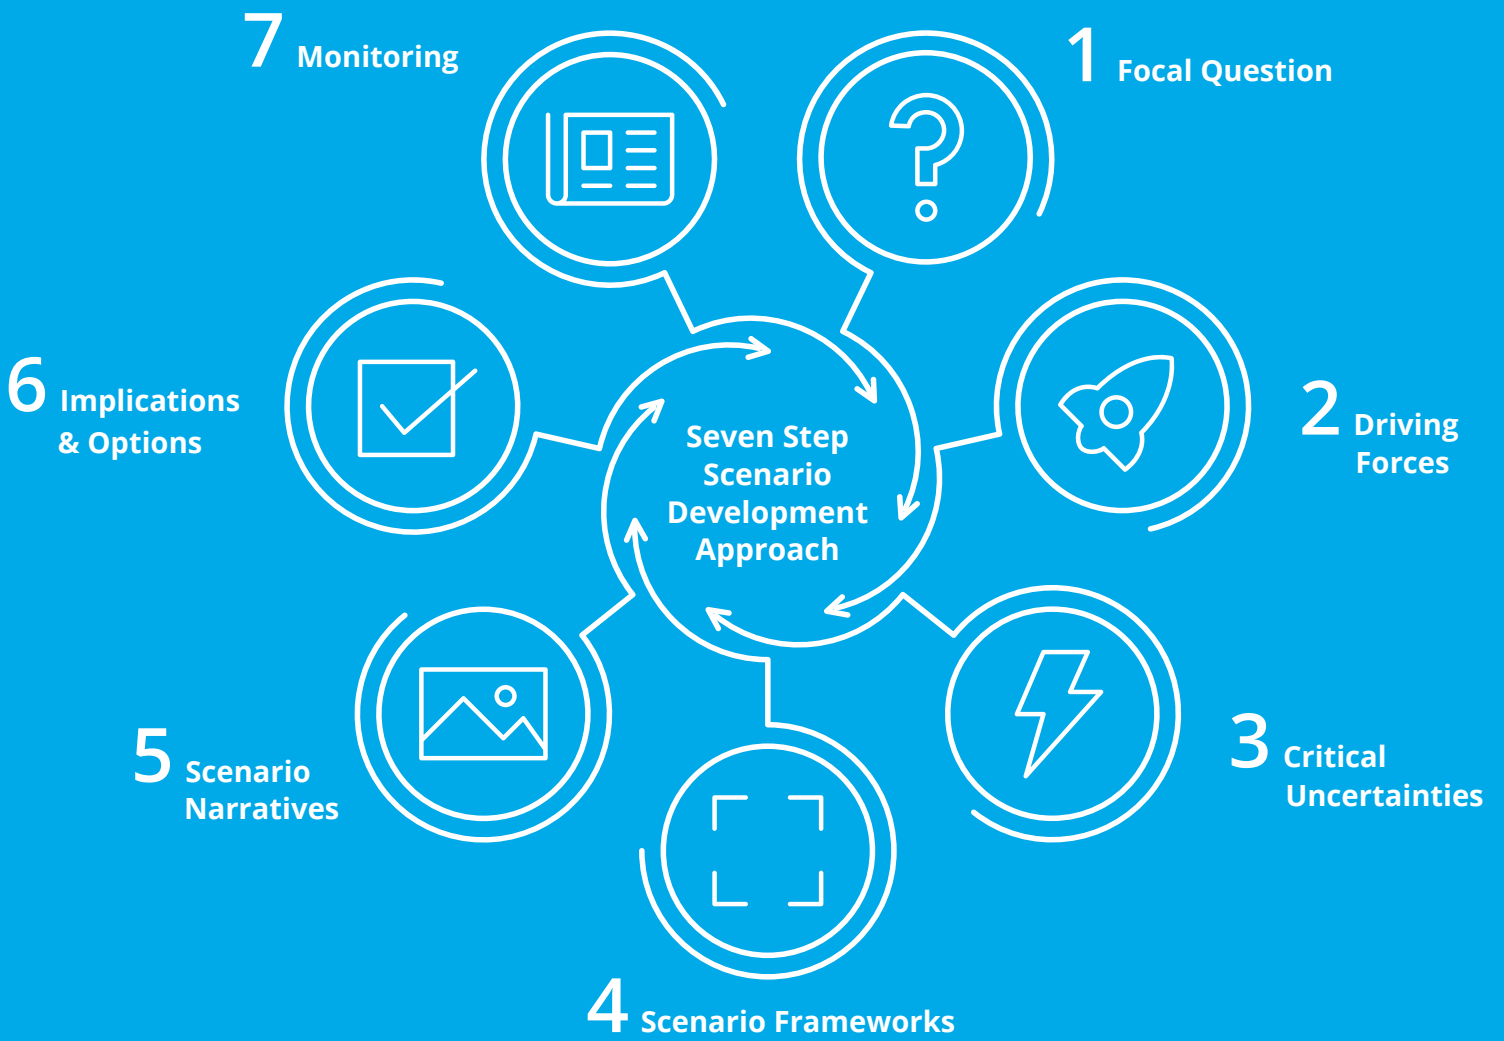 Seven Step
Scenario
Development
Approach
1 Focal Question
2 Driving
Forces
3 Critical
Uncertainties
4 Scenario Frameworks
5 Scenario
Narratives
6 Implications
& Options
7 Monitoring